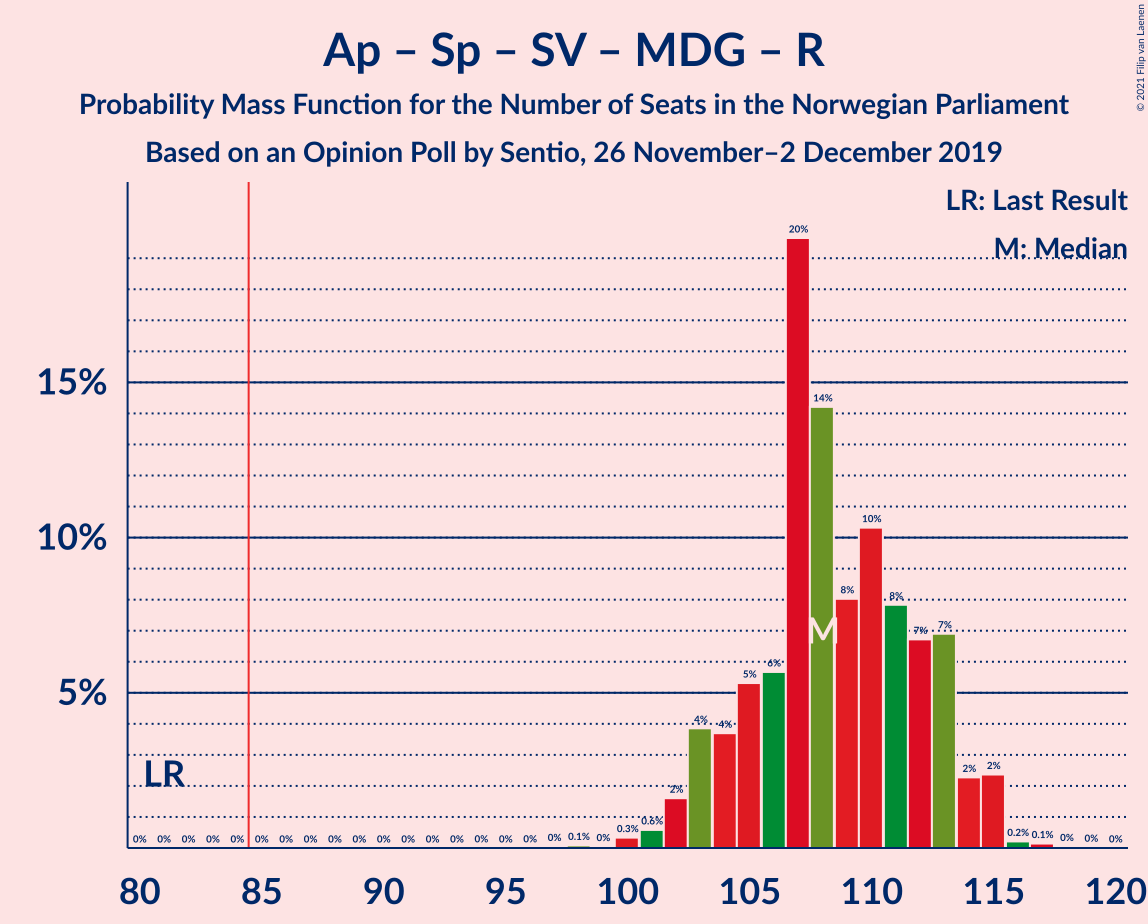 Ap – Sp – SV – MDG – R
Probability Mass Function for the Number of Seats in the Norwegian Parliament
Based on an Opinion Poll by Sentio, 26 November–2 December 2019
© 2021 Filip van Laenen
LR: Last Result
M: Median
15%
10%
5%
LR
M
0% 0% 0% 0% 0% 0% 0% 0% 0% 0% 0% 0% 0% 0% 0% 0% 0% 0% 0.1% 0% 0.3% 0.6% 2% 4% 4% 5% 6% 20% 14% 8% 10% 8% 7% 7% 2% 2% 0.2% 0.1% 0% 0% 0%
80 85 90 95 100 105 110 115 120